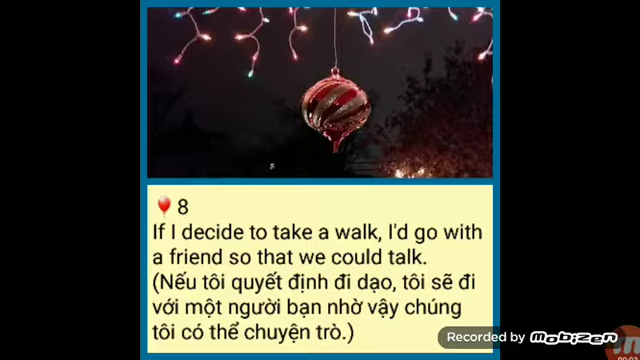 8
If I decide to take a walk, I'd go with
a friend so that we could talk.
(Nếu tôi quyết định đi dạo, tôi sẽ đi
với một người bạn nhờ vậy chúng
tôi có thể chuyện trò.)
Recorded by mobizen